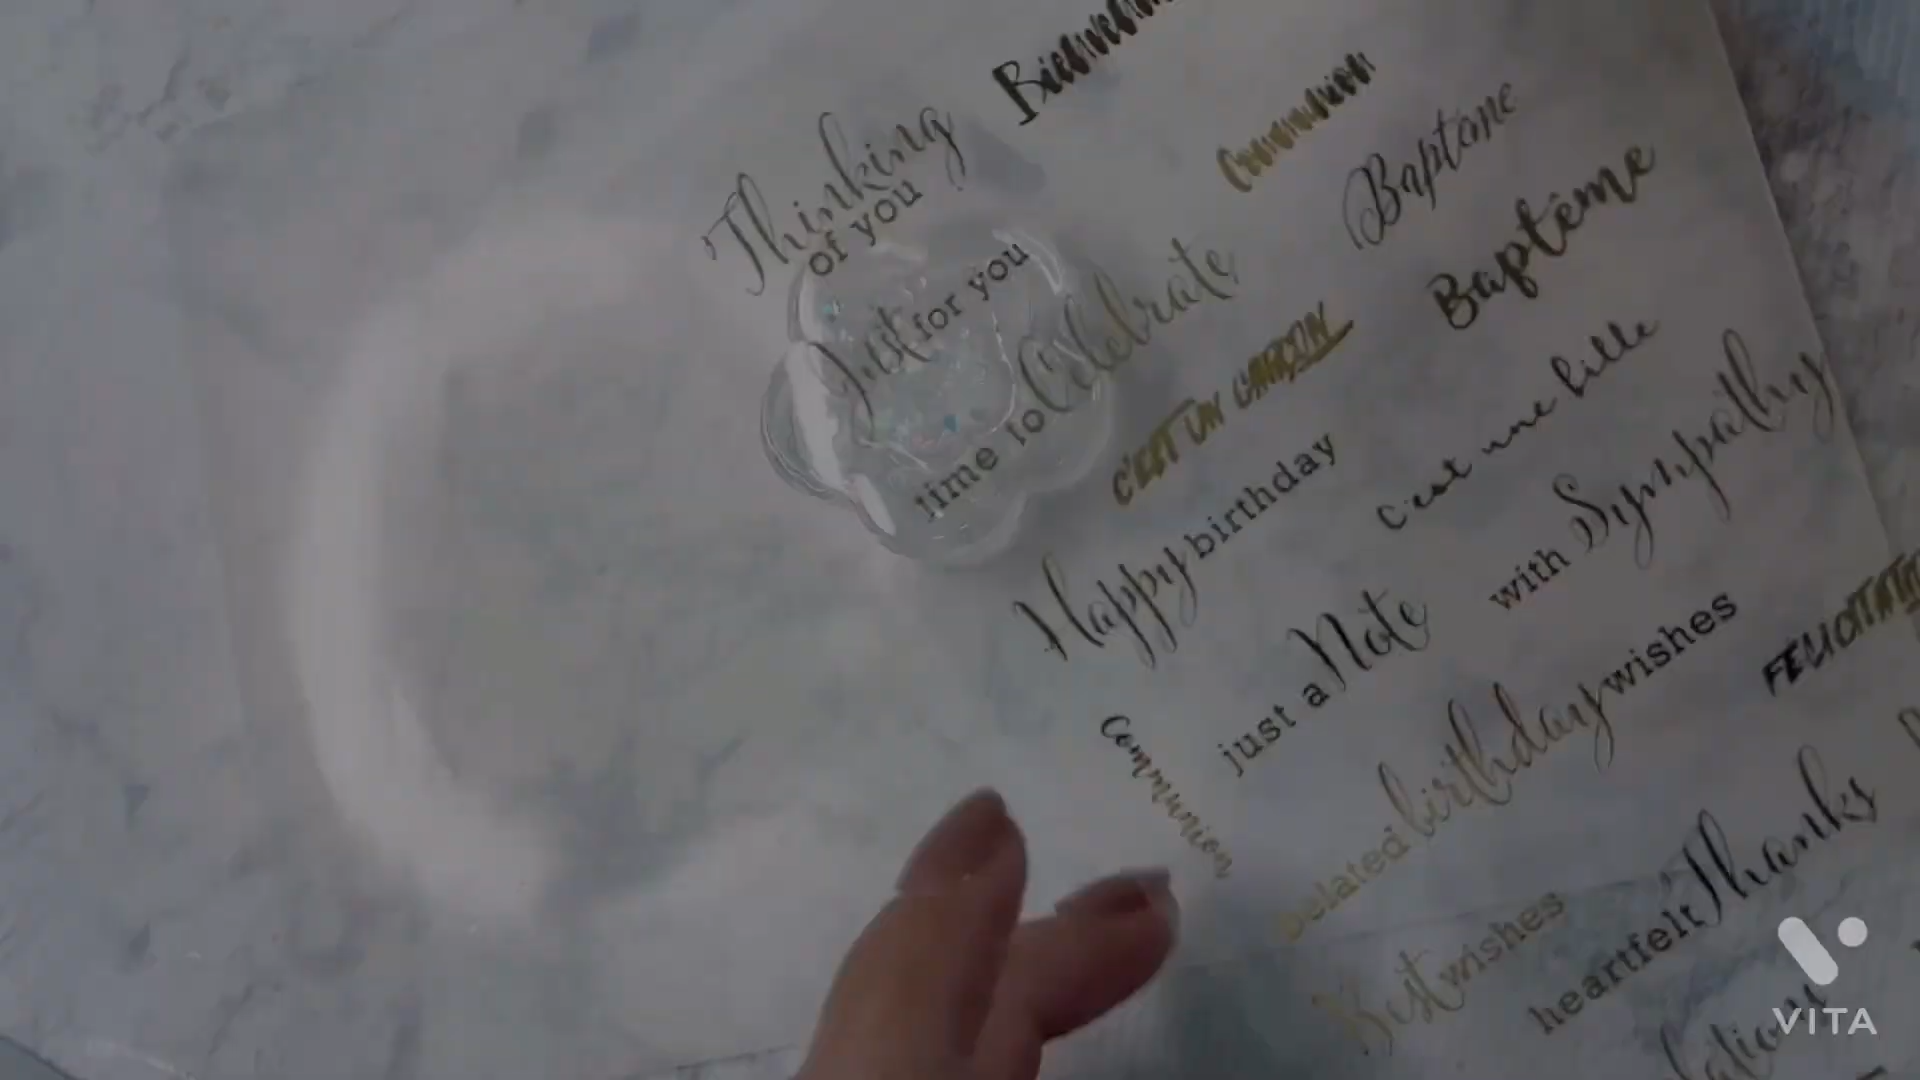 Thinking
of you
Just for you
time to Celebrate
Communion
Baptême
Baptême
C'EST UN GARÇON
c'est une fille
Happy birthday
with Sympathy
just a Note
Communion
belated birthday wishes
Best wishes
heartfelt Thanks
VITA